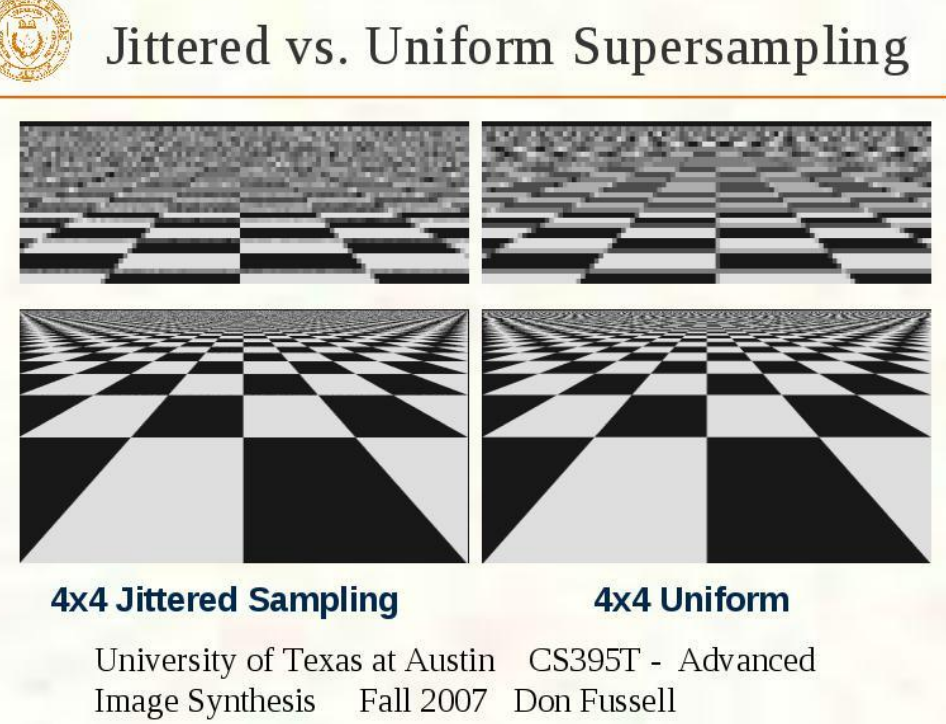 Jittered vs. Uniform Supersampling
4x4 Jittered Sampling
4x4 Uniform
University of Texas at Austin CS395T - Advanced
Image Synthesis Fall 2007 Don Fussell